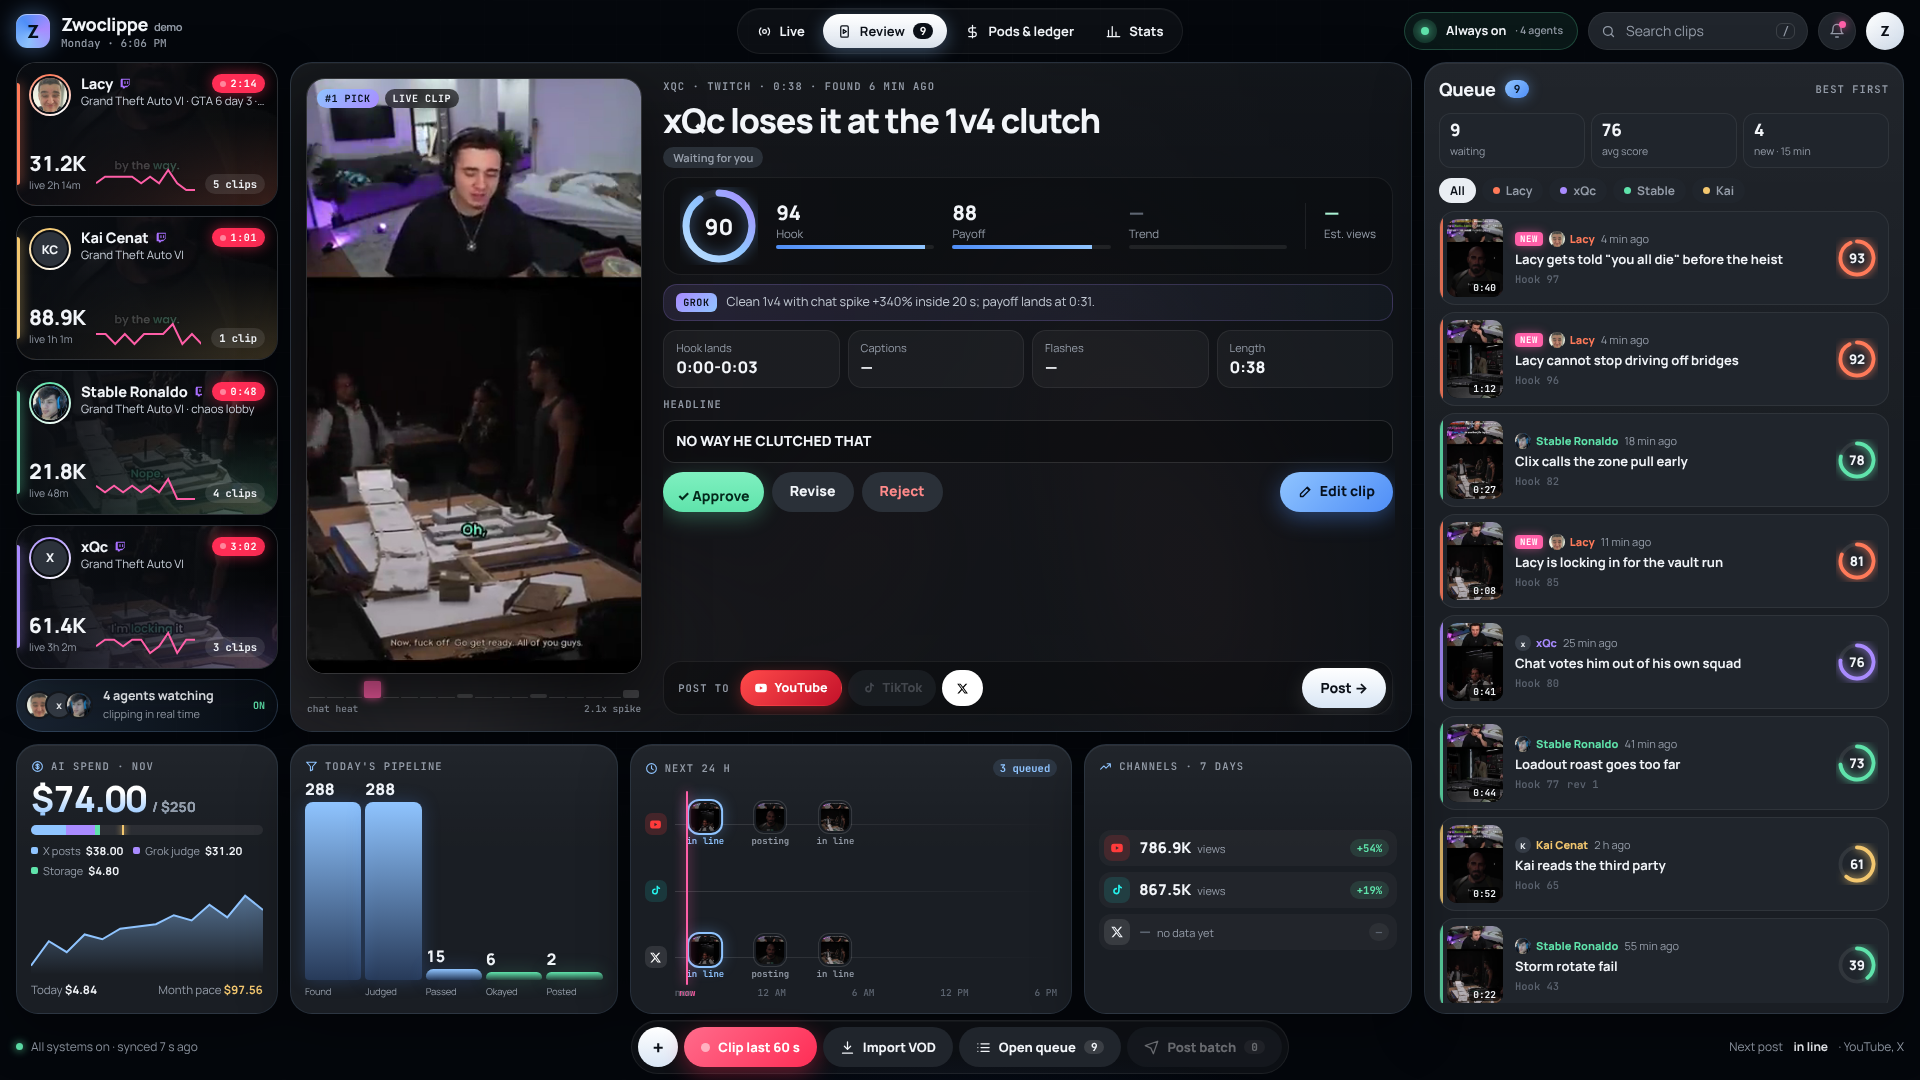 Z
Zwoclippe demo
Monday · 6:06 PM
Live
Review 9
Pods & ledger
Stats
Always on · 4 agents
Search clips /
Z
Lacy
2:14
Grand Theft Auto VI · GTA 6 day 3 ·...
31.2K
by the way.
live 2h 14m
5 clips
KC
Kai Cenat
1:01
Grand Theft Auto VI
88.9K
by the way.
live 1h 1m
1 clip
Stable Ronaldo
0:48
Grand Theft Auto VI · chaos lobby
21.8K
Nope.
live 48m
4 clips
X
xQc
3:02
Grand Theft Auto VI
61.4K
I'm locking it
live 3h 2m
3 clips
x
4 agents watching
clipping in real time
ON
#1 PICK
LIVE CLIP
Oh,
Now, fuck off. Go get ready. All of you guys.
chat heat
2.1x spike
XQC · TWITCH · 0:38 · FOUND 6 MIN AGO
xQc loses it at the 1v4 clutch
Waiting for you
90
94
Hook
88
Payoff
—
Trend
—
Est. views
GROK
Clean 1v4 with chat spike +340% inside 20 s; payoff lands at 0:31.
Hook lands
0:00-0:03
Captions
—
Flashes
—
Length
0:38
HEADLINE
NO WAY HE CLUTCHED THAT
✓ Approve
Revise
Reject
Edit clip
POST TO
YouTube
TikTok
X
Post →
Queue 9
BEST FIRST
9
waiting
76
avg score
4
new · 15 min
All
Lacy
xQc
Stable
Kai
NEW Lacy 4 min ago
Lacy gets told "you all die" before the heist
Hook 97
0:40
93
NEW Lacy 4 min ago
Lacy cannot stop driving off bridges
Hook 96
1:12
92
Stable Ronaldo 18 min ago
Clix calls the zone pull early
Hook 82
0:27
78
NEW Lacy 11 min ago
Lacy is locking in for the vault run
Hook 85
0:08
81
x xQc 25 min ago
Chat votes him out of his own squad
Hook 80
0:41
76
Stable Ronaldo 41 min ago
Loadout roast goes too far
Hook 77 rev 1
0:44
73
K Kai Cenat 2 h ago
Kai reads the third party
Hook 65
0:52
61
Stable Ronaldo 55 min ago
Storm rotate fail
Hook 43
0:22
39
AI SPEND · NOV
$74.00 / $250
X posts $38.00
Grok judge $31.20
Storage $4.80
Today $4.84
Month pace $97.56
TODAY'S PIPELINE
288
288
15
6
2
Found
Judged
Passed
Okayed
Posted
NEXT 24 H
3 queued
in line
posting
in line
in line
posting
in line
now
12 AM
6 AM
12 PM
6 PM
CHANNELS · 7 DAYS
786.9K views
+54%
867.5K views
+19%
— no data yet
—
All systems on · synced 7 s ago
+
Clip last 60 s
Import VOD
Open queue 9
Post batch 0
Next post in line · YouTube, X